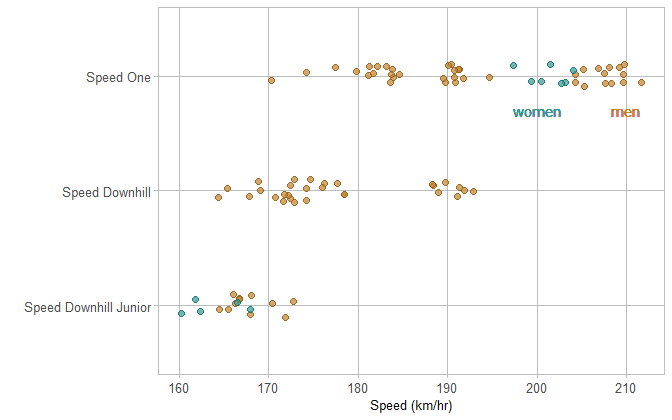 Speed One
women men
Speed Downhill
Speed Downhill Junior
160 170 180 190 200 210
Speed (km/hr)